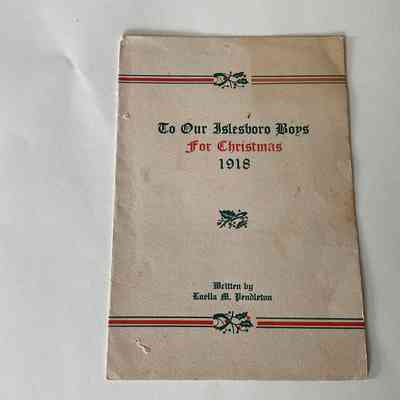 To Our Islesboro Boys
For Christmas
1918
Written by
Luella M. Pendleton